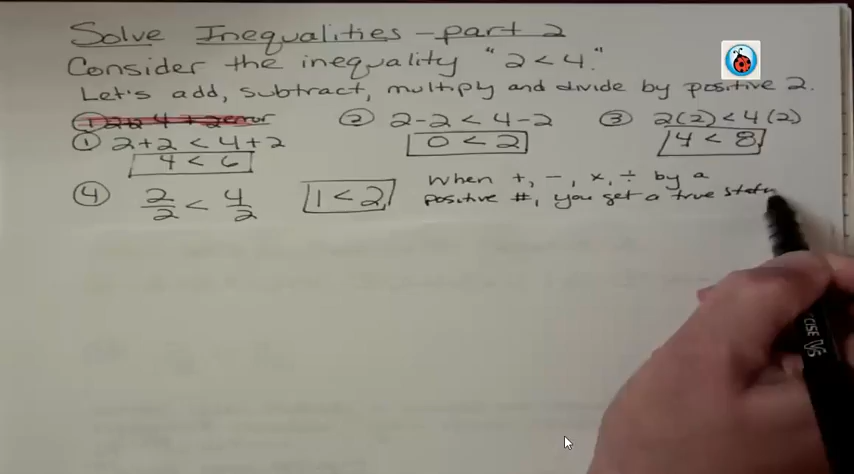 Solve Inequalities - part 2
Consider the inequality "2 < 4."
Let's add, subtract, multiply and divide by positive 2.
① 2+2 < 4+2
4 < 6
② 2-2 < 4-2
0 < 2
③ 2(2) < 4(2)
4 < 8
④ 2/2 < 4/2
1 < 2
When +, -, x, ÷ by a
positive #, you get a true